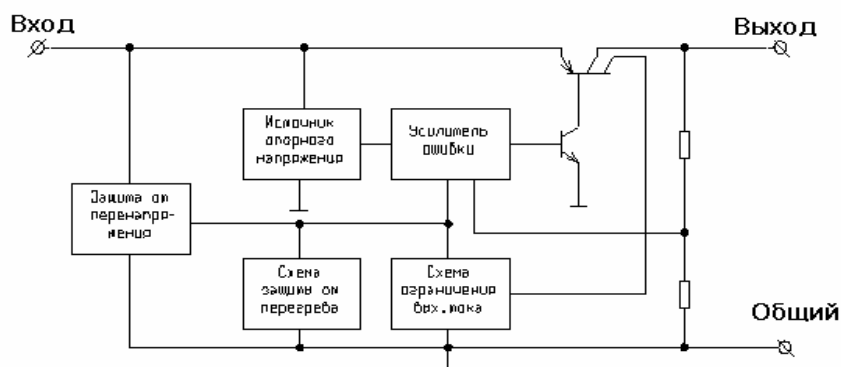 Вход
Выход
Источник
опорного
напряжения
Усилитель
ошибки
Защита от
перенапря-
жения
Схема
защита от
перегрева
Схема
ограничения
вых.тока
Общий